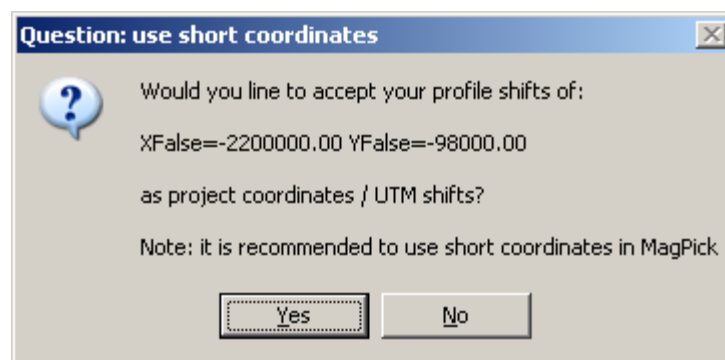 Question: use short coordinates
Would you line to accept your profile shifts of:
XFalse=-2200000.00 YFalse=-98000.00
as project coordinates / UTM shifts?
Note: it is recommended to use short coordinates in MagPick
Yes No